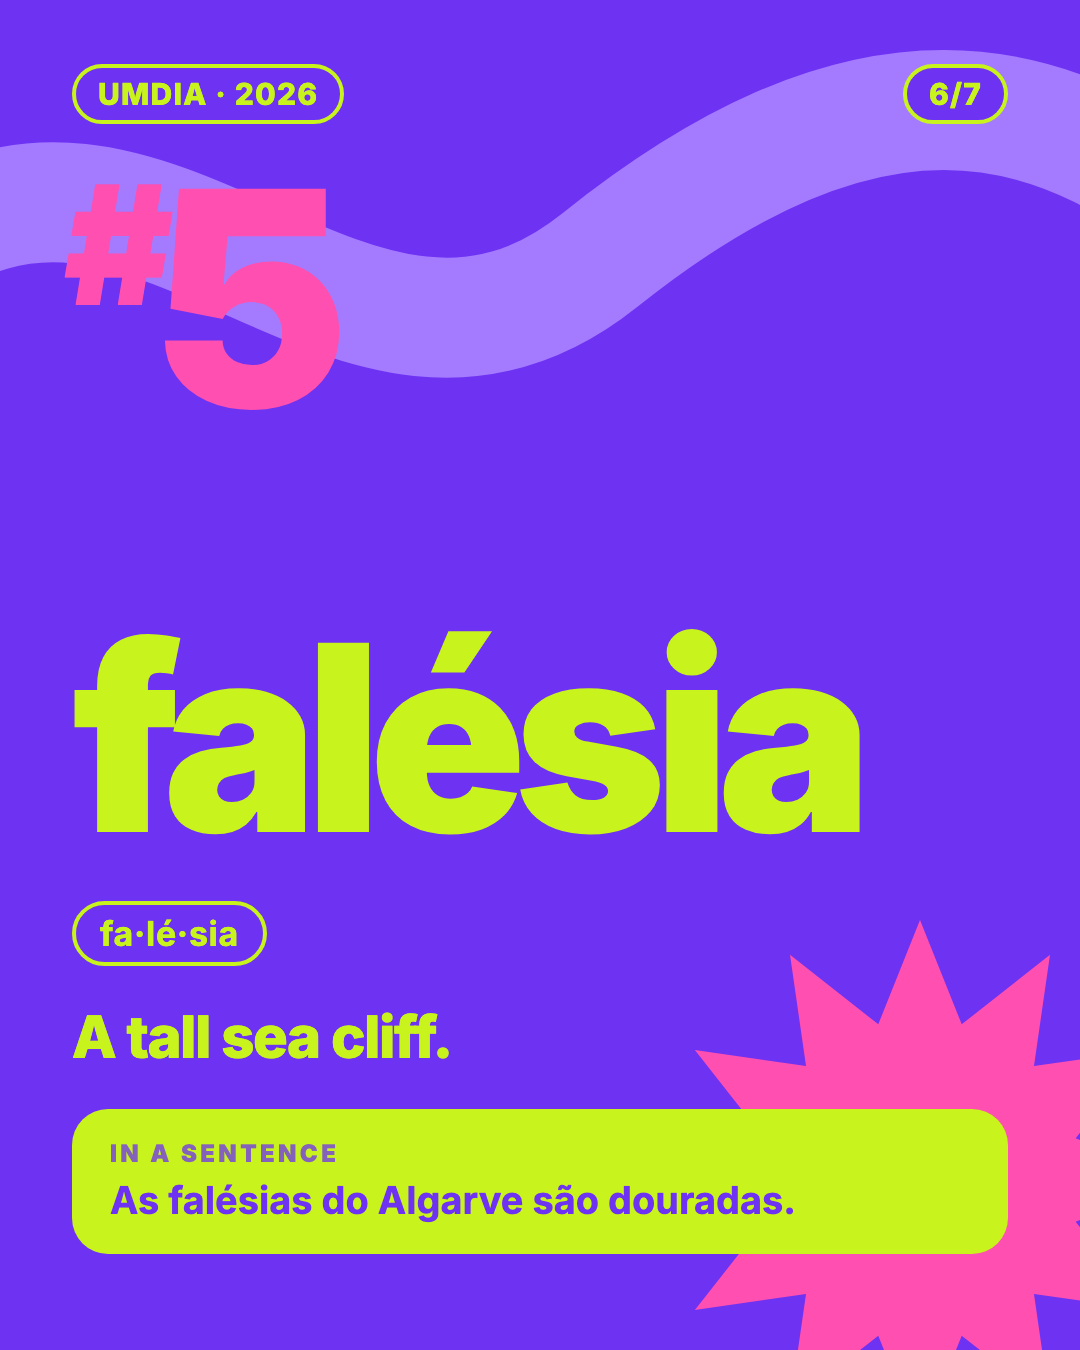 UMDIA · 2026
6/7
#5
falésia
fa·lé·sia
A tall sea cliff.
IN A SENTENCE
As falésias do Algarve são douradas.